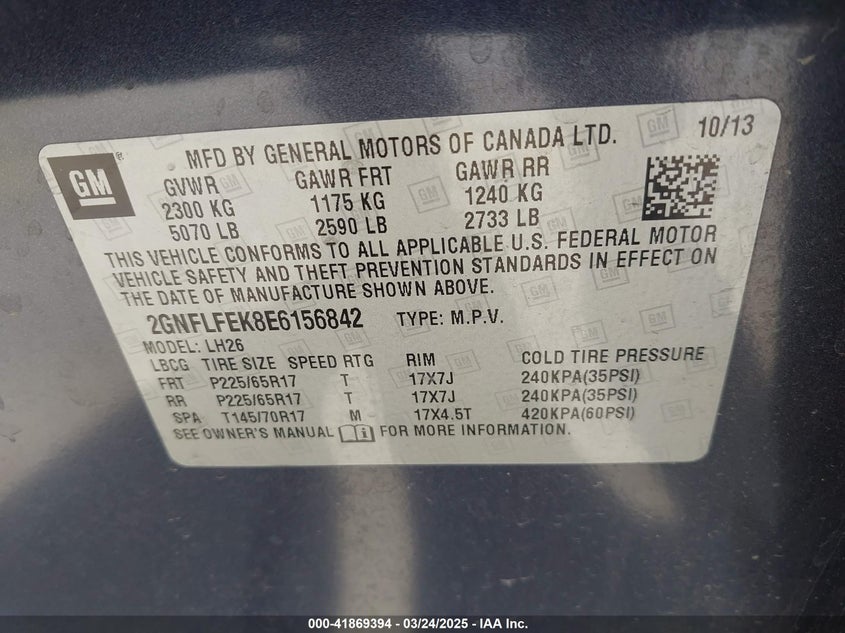 GM
MFD BY GENERAL MOTORS OF CANADA LTD. 10/13
GVWR GAWR FRT GAWR RR
2300 KG 1175 KG 1240 KG
5070 LB 2590 LB 2733 LB
THIS VEHICLE CONFORMS TO ALL APPLICABLE U.S. FEDERAL MOTOR
VEHICLE SAFETY AND THEFT PREVENTION STANDARDS IN EFFECT ON
THE DATE OF MANUFACTURE SHOWN ABOVE.
2GNFLFEK8E6156842 TYPE: M.P.V.
MODEL: LH26
LBCG TIRE SIZE SPEED RTG RIM COLD TIRE PRESSURE
FRT P225/65R17 T 17X7J 240KPA(35PSI)
RR P225/65R17 T 17X7J 240KPA(35PSI)
SPA T145/70R17 M 17X4.5T 420KPA(60PSI)
SEE OWNER'S MANUAL FOR MORE INFORMATION.
000-41869394 - 03/24/2025 - IAA Inc.